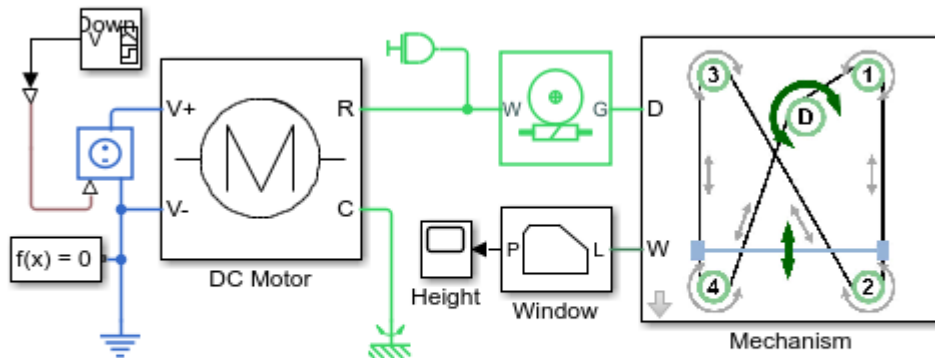 Down
V
V+
V-
f(x) = 0
R
C
DC Motor
W
G
D
W
P
L
Height
Window
3
1
D
4
2
Mechanism